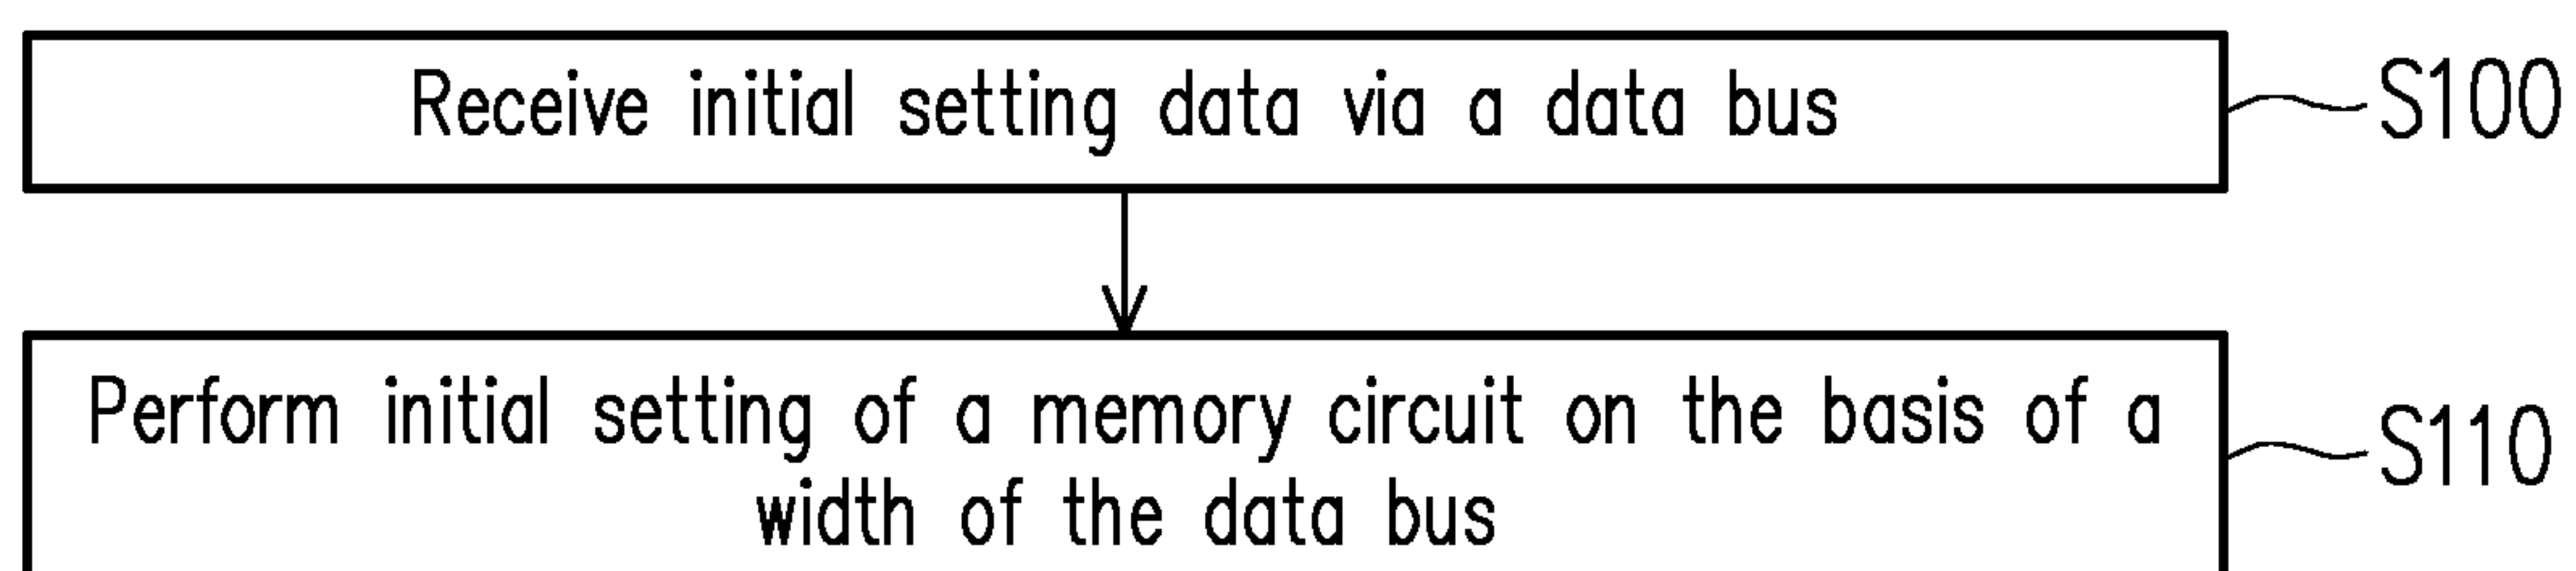 Receive initial setting data via a data bus
S100
Perform initial setting of a memory circuit on the basis of a
width of the data bus
S110